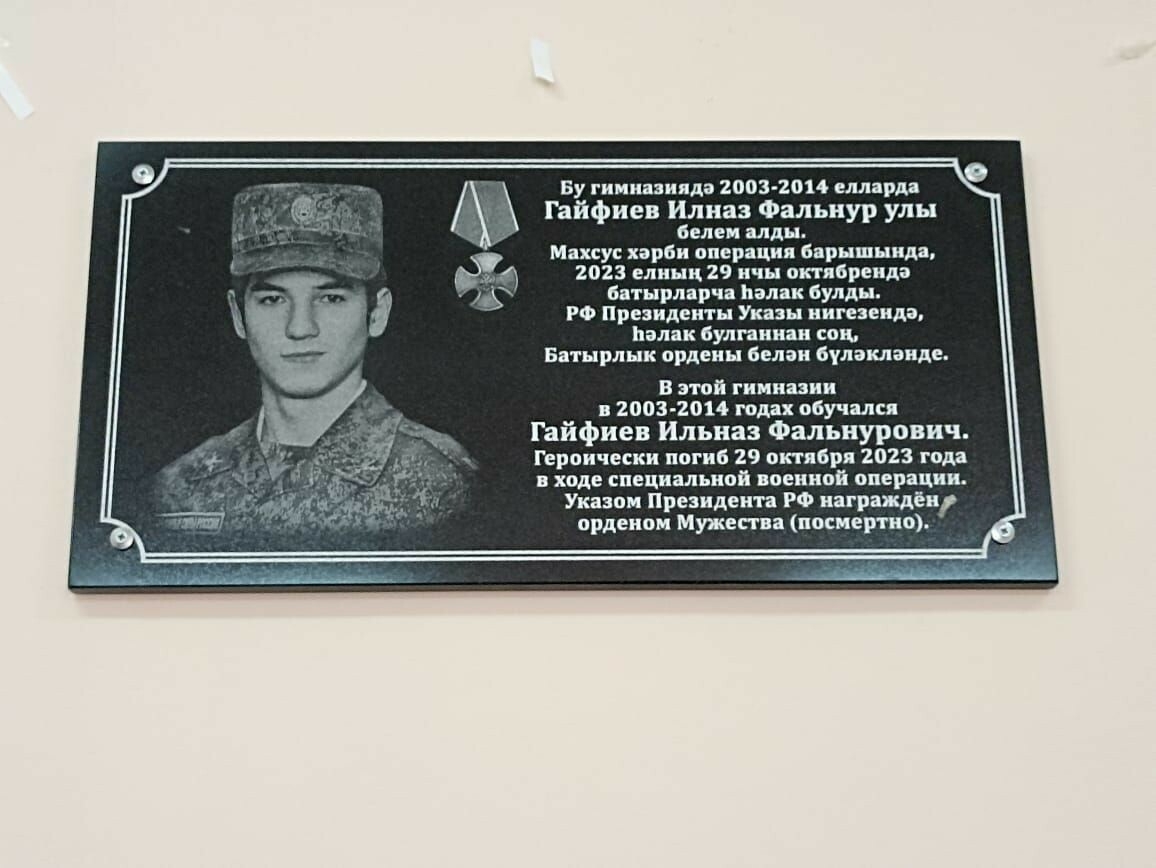 Бу гимназиядә 2003-2014 елларда
Гайфиев Илназ Фальнур улы
белем алды.
Махсус хәрби операция барышында,
2023 елның 29 нчы октябрендә
батырларча һәлак булды.
РФ Президенты Указы нигезендә,
һәлак булганнан соң,
Батырлык ордены белән бүләкләнде.
В этой гимназии
в 2003-2014 годах обучался
Гайфиев Ильназ Фальнурович.
Героически погиб 29 октября 2023 года
в ходе специальной военной операции.
Указом Президента РФ награждён
орденом Мужества (посмертно).